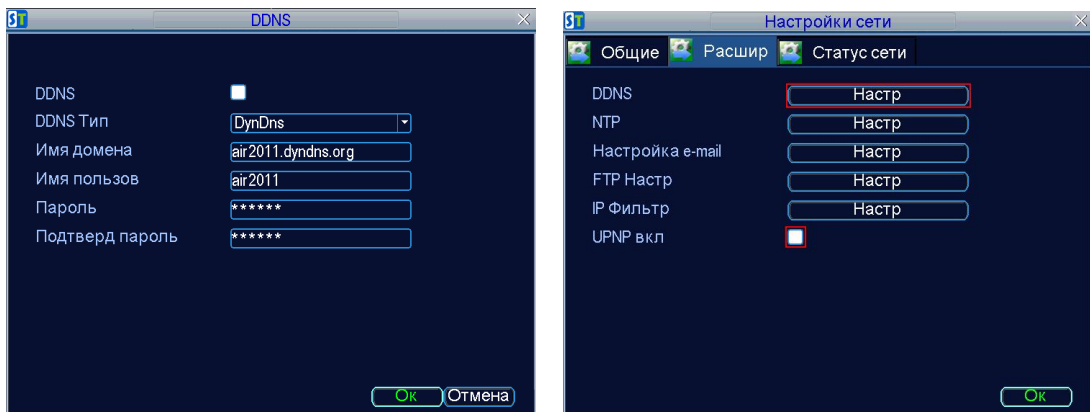 ST DDNS
DDNS
DDNS Тип DynDns
Имя домена air2011.dyndns.org
Имя пользов air2011
Пароль ******
Подтверд пароль ******
Ок Отмена
ST Настройки сети
Общие Расшир Статус сети
DDNS Настр
NTP Настр
Настройка e-mail Настр
FTP Настр Настр
IP Фильтр Настр
UPNP вкл
Ок